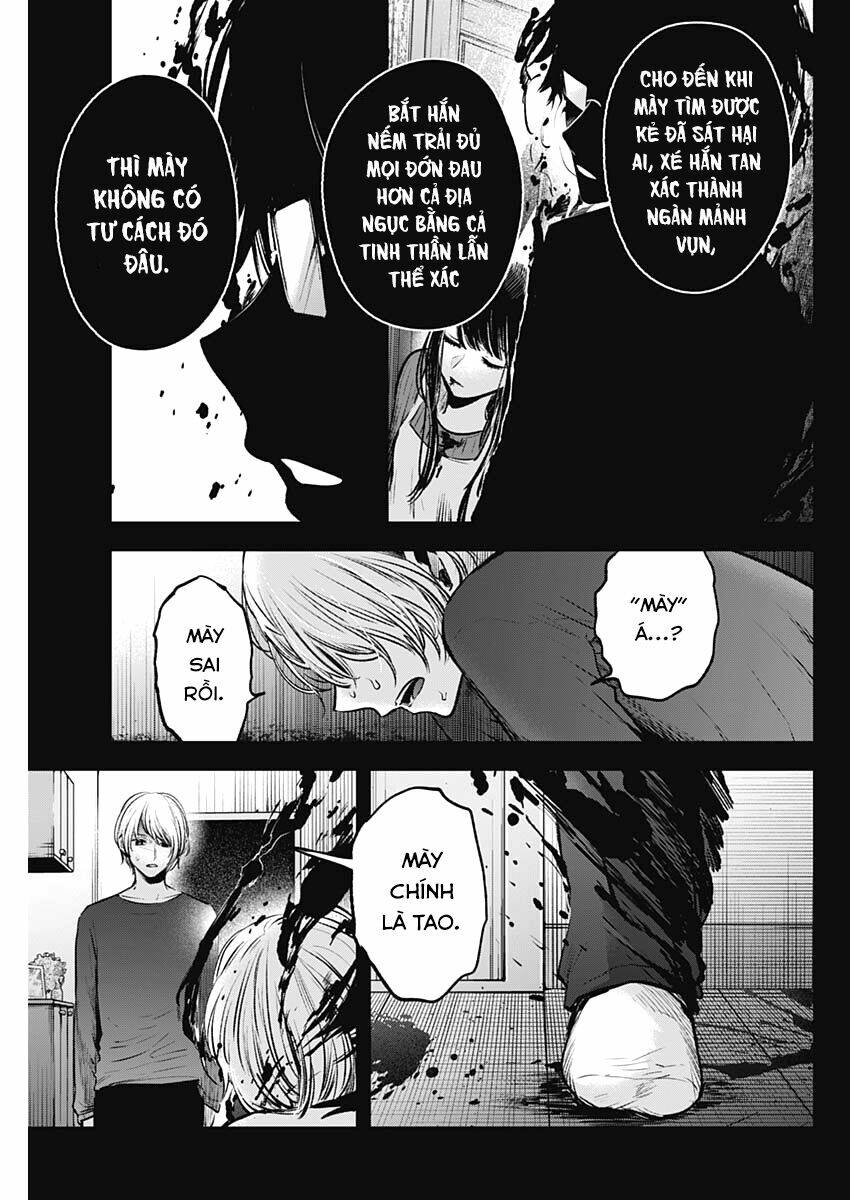 CHO ĐẾN KHI
MÀY TÌM ĐƯỢC
KẺ ĐÃ SÁT HẠI
AI, XÉ HẮN TAN
XÁC THÀNH
NGÀN MẢNH
VỤN,
BẮT HẮN
NẾM TRẢI ĐỦ
MỌI ĐỚN ĐAU
HƠN CẢ ĐỊA
NGỤC BẰNG CẢ
TINH THẦN LẪN
THỂ XÁC
THÌ MÀY
KHÔNG CÓ
TƯ CÁCH ĐÓ
ĐÂU.
"MÀY"
Á...?
MÀY
SAI
RỒI.
MÀY
CHÍNH
LÀ TAO.